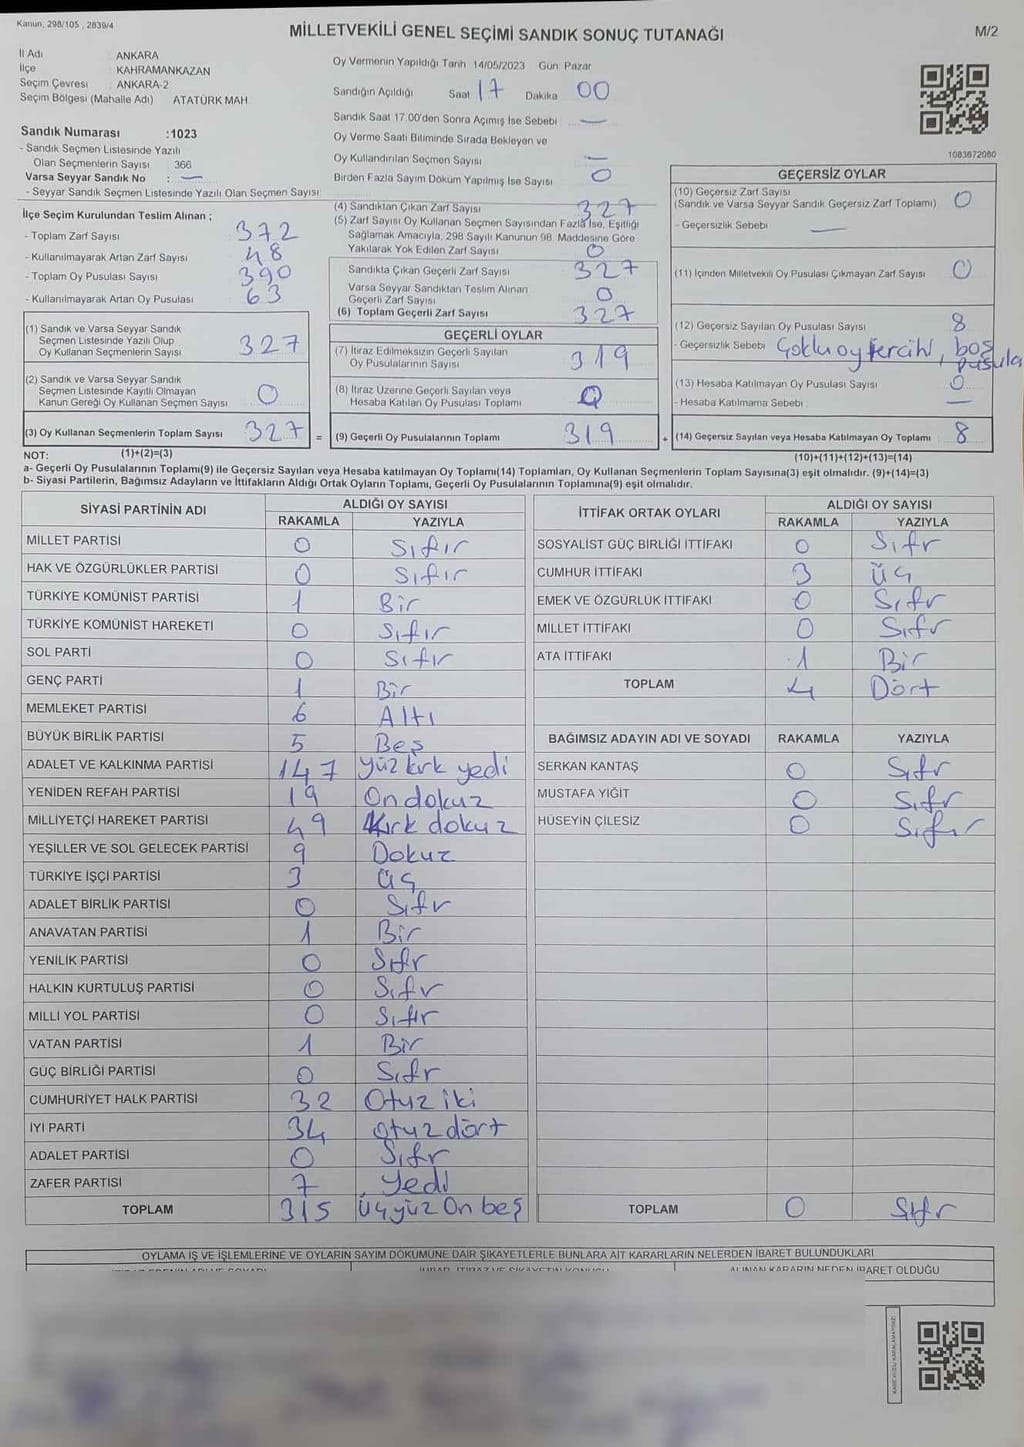 Kanun, 298/105 , 2839/4
MİLLETVEKİLİ GENEL SEÇİMİ SANDIK SONUÇ TUTANAĞI
M/2
İl Adı : ANKARA
İlçe : KAHRAMANKAZAN
Seçim Çevresi : ANKARA-2
Seçim Bölgesi (Mahalle Adı) ATATÜRK MAH.
Sandık Numarası :1023
- Sandık Seçmen Listesinde Yazılı
Olan Seçmenlerin Sayısı 366
Varsa Seyyar Sandık No : —
- Seyyar Sandık Seçmen Listesinde Yazılı Olan Seçmen Sayısı
Oy Vermenin Yapıldığı Tarih 14/05/2023 Gün: Pazar
Sandığın Açıldığı Saat 17 Dakika 00
Sandık Saat 17.00'den Sonra Açımış İse Sebebi —
Oy Verme Saati Bitiminde Sırada Bekleyen ve
Oy Kullandırılan Seçmen Sayısı —
Birden Fazla Sayım Döküm Yapılmış İse Sayısı 0
1083672080
İlçe Seçim Kurulundan Teslim Alınan ;
- Toplam Zarf Sayısı 372
- Kullanılmayarak Artan Zarf Sayısı 48
- Toplam Oy Pusulası Sayısı 390
- Kullanılmayarak Artan Oy Pusulası 63
(4) Sandıktan Çıkan Zarf Sayısı 327
(5) Zarf Sayısı Oy Kullanan Seçmen Sayısından Fazla İse, Eşitliği
Sağlamak Amacıyla, 298 Sayılı Kanunun 98. Maddesine Göre
Yakılarak Yok Edilen Zarf Sayısı 0
Sandıkta Çıkan Geçerli Zarf Sayısı 327
Varsa Seyyar Sandıktan Teslim Alınan
Geçerli Zarf Sayısı 0
(6) Toplam Geçerli Zarf Sayısı 327
GEÇERSİZ OYLAR
(10) Geçersiz Zarf Sayısı
(Sandık ve Varsa Seyyar Sandık Geçersiz Zarf Toplamı) 0
- Geçersizlik Sebebi —
(11) İçinden Milletvekili Oy Pusulası Çıkmayan Zarf Sayısı 0
(12) Geçersiz Sayılan Oy Pusulası Sayısı 8
- Geçersizlik Sebebi Çoklu oy tercihi, boş
pusula
(13) Hesaba Katılmayan Oy Pusulası Sayısı 0
- Hesaba Katılmama Sebebi —
(1) Sandık ve Varsa Seyyar Sandık
Seçmen Listesinde Yazılı Olup
Oy Kullanan Seçmenlerin Sayısı 327
(2) Sandık ve Varsa Seyyar Sandık
Seçmen Listesinde Kayıtlı Olmayan
Kanun Gereği Oy Kullanan Seçmen Sayısı 0
GEÇERLİ OYLAR
(7) İtiraz Edilmeksizin Geçerli Sayılan
Oy Pusulalarının Sayısı 319
(8) İtiraz Üzerine Geçerli Sayılan veya
Hesaba Katılan Oy Pusulası Toplamı 0
(3) Oy Kullanan Seçmenlerin Toplam Sayısı 327 = (9) Geçerli Oy Pusulalarının Toplamı 319 + (14) Geçersiz Sayılan veya Hesaba Katılmayan Oy Toplamı 8
NOT: (1)+(2)=(3) (10)+(11)+(12)+(13)=(14)
a- Geçerli Oy Pusulalarının Toplamı(9) ile Geçersiz Sayılan veya Hesaba katılmayan Oy Toplamı(14) Toplamları, Oy Kullanan Seçmenlerin Toplam Sayısına(3) eşit olmalıdır. (9)+(14)=(3)
b- Siyasi Partilerin, Bağımsız Adayların ve İttifakların Aldığı Ortak Oyların Toplamı, Geçerli Oy Pusulalarının Toplamına(9) eşit olmalıdır.
SİYASİ PARTİNİN ADI ALDIĞI OY SAYISI
RAKAMLA YAZIYLA
MİLLET PARTİSİ 0 Sıfır
HAK VE ÖZGÜRLÜKLER PARTİSİ 0 Sıfır
TÜRKİYE KOMÜNİST PARTİSİ 1 Bir
TÜRKİYE KOMÜNİST HAREKETİ 0 Sıfır
SOL PARTİ 0 Sıfır
GENÇ PARTİ 1 Bir
MEMLEKET PARTİSİ 6 Altı
BÜYÜK BİRLİK PARTİSİ 5 Beş
ADALET VE KALKINMA PARTİSİ 147 yüz kırk yedi
YENİDEN REFAH PARTİSİ 19 On dokuz
MİLLİYETÇİ HAREKET PARTİSİ 49 Kırk dokuz
YEŞİLLER VE SOL GELECEK PARTİSİ 9 Dokuz
TÜRKİYE İŞÇİ PARTİSİ 3 üç
ADALET BİRLİK PARTİSİ 0 Sıfr
ANAVATAN PARTİSİ 1 Bir
YENİLİK PARTİSİ 0 Sıfr
HALKIN KURTULUŞ PARTİSİ 0 Sıfr
MİLLİ YOL PARTİSİ 0 Sıfır
VATAN PARTİSİ 1 Bir
GÜÇ BİRLİĞİ PARTİSİ 0 Sıfr
CUMHURİYET HALK PARTİSİ 32 Otuz iki
İYİ PARTİ 34 otuz dört
ADALET PARTİSİ 0 Sıfr
ZAFER PARTİSİ 7 Yedi
TOPLAM 315 üçyüz On beş
İTTİFAK ORTAK OYLARI ALDIĞI OY SAYISI
RAKAMLA YAZIYLA
SOSYALİST GÜÇ BİRLİĞİ İTTİFAKI 0 Sıfr
CUMHUR İTTİFAKI 3 üç
EMEK VE ÖZGÜRLÜK İTTİFAKI 0 Sıfr
MİLLET İTTİFAKI 0 Sıfr
ATA İTTİFAKI 1 Bir
TOPLAM 4 Dört
BAĞIMSIZ ADAYIN ADI VE SOYADI RAKAMLA YAZIYLA
SERKAN KANTAŞ 0 Sıfr
MUSTAFA YİĞİT 0 Sıfr
HÜSEYİN ÇİLESİZ 0 Sıfır
TOPLAM 0 Sıfr
OYLAMA İŞ VE İŞLEMLERİNE VE OYLARIN SAYIM DÖKÜMÜNE DAİR ŞİKAYETLERLE BUNLARA AİT KARARLARIN NELERDEN İBARET BULUNDUKLARI
ALINAN KARARIN NEDEN İBARET OLDUĞU